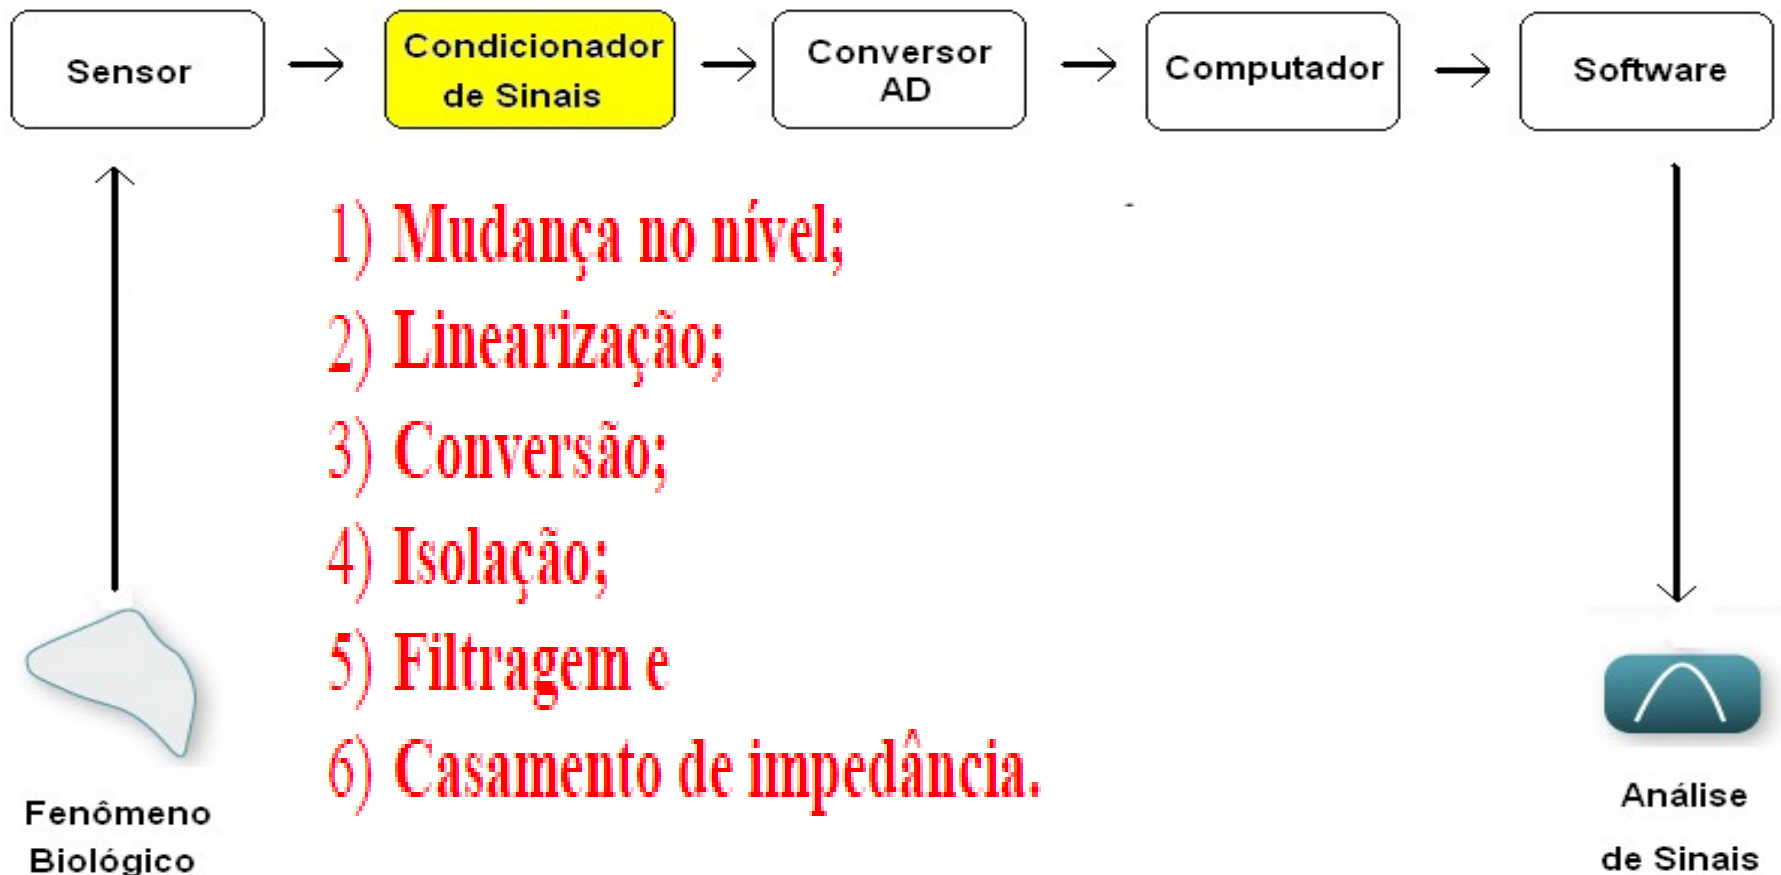 Sensor
Condicionador
de Sinais
Conversor
AD
Computador
Software
1) Mudança no nível;
2) Linearização;
3) Conversão;
4) Isolação;
5) Filtragem e
6) Casamento de impedância.
Fenômeno
Biológico
Análise
de Sinais